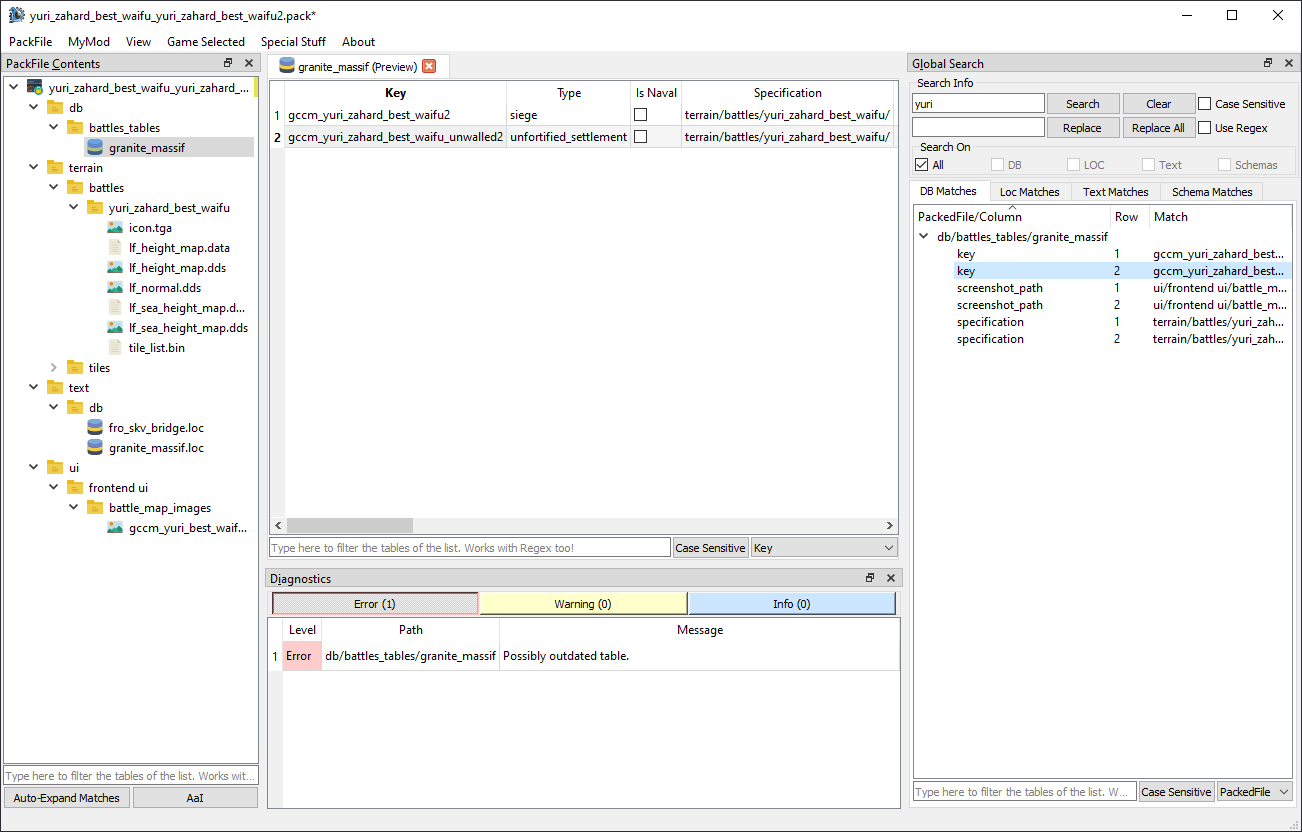 yuri_zahard_best_waifu_yuri_zahard_best_waifu2.pack*
PackFile MyMod View Game Selected Special Stuff About
PackFile Contents
yuri_zahard_best_waifu_yuri_zahard_...
db
battles_tables
granite_massif
terrain
battles
yuri_zahard_best_waifu
icon.tga
lf_height_map.data
lf_height_map.dds
lf_normal.dds
lf_sea_height_map.d...
lf_sea_height_map.dds
tile_list.bin
tiles
text
db
fro_skv_bridge.loc
granite_massif.loc
ui
frontend ui
battle_map_images
gccm_yuri_best_waif...
Type here to filter the tables of the list. Works wit...
Auto-Expand Matches AaI
granite_massif (Preview)
Key Type Is Naval Specification
1 gccm_yuri_zahard_best_waifu2 siege terrain/battles/yuri_zahard_best_waifu/
2 gccm_yuri_zahard_best_waifu_unwalled2 unfortified_settlement terrain/battles/yuri_zahard_best_waifu/
Type here to filter the tables of the list. Works with Regex too! Case Sensitive Key
Diagnostics
Error (1) Warning (0) Info (0)
Level Path Message
1 Error db/battles_tables/granite_massif Possibly outdated table.
Global Search
Search Info
yuri Search Clear Case Sensitive
Replace Replace All Use Regex
Search On
All DB LOC Text Schemas
DB Matches Loc Matches Text Matches Schema Matches
PackedFile/Column Row Match
db/battles_tables/granite_massif
key 1 gccm_yuri_zahard_best...
key 2 gccm_yuri_zahard_best...
screenshot_path 1 ui/frontend ui/battle_m...
screenshot_path 2 ui/frontend ui/battle_m...
specification 1 terrain/battles/yuri_zah...
specification 2 terrain/battles/yuri_zah...
Type here to filter the tables of the list. W... Case Sensitive PackedFile